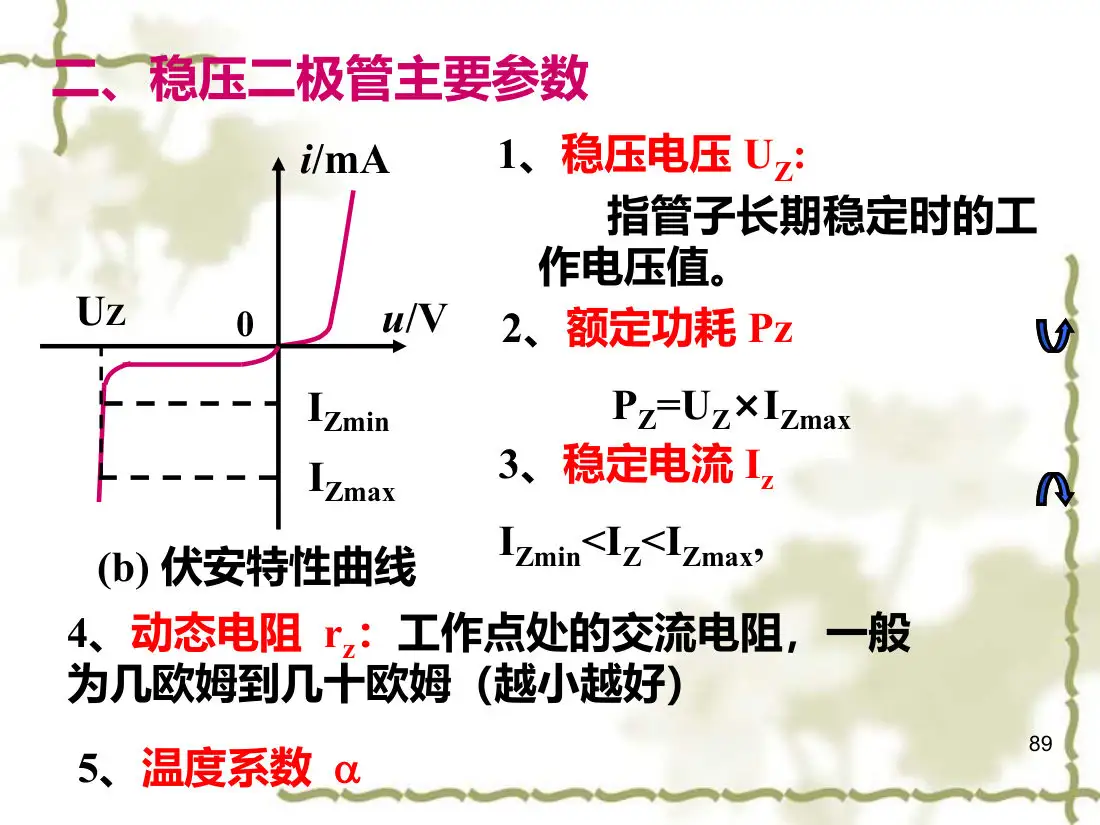 二、稳压二极管主要参数
i/mA
Uz
0
u/V
IZmin
IZmax
(b) 伏安特性曲线
1、稳压电压 UZ:
指管子长期稳定时的工
作电压值。
2、额定功耗 Pz
PZ=UZ×IZmax
3、稳定电流 Iz
IZmin<IZ<IZmax,
4、动态电阻 rz：工作点处的交流电阻，一般
为几欧姆到几十欧姆（越小越好）
5、温度系数 α
89